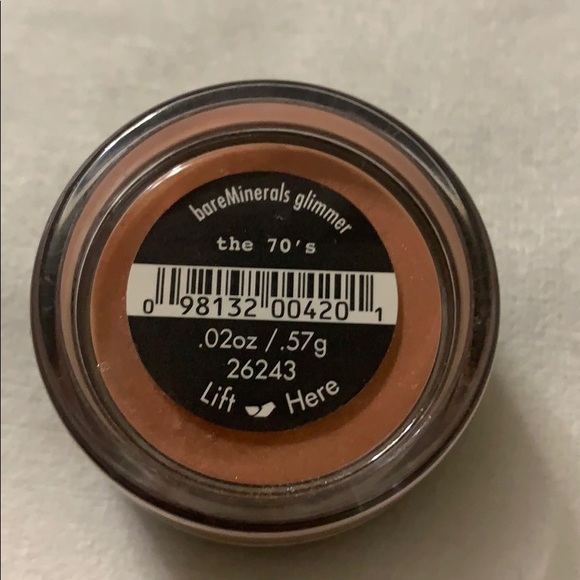 bareMinerals glimmer
the 70's
0 98132 00420 1
.02oz / .57g
26243
Lift Here